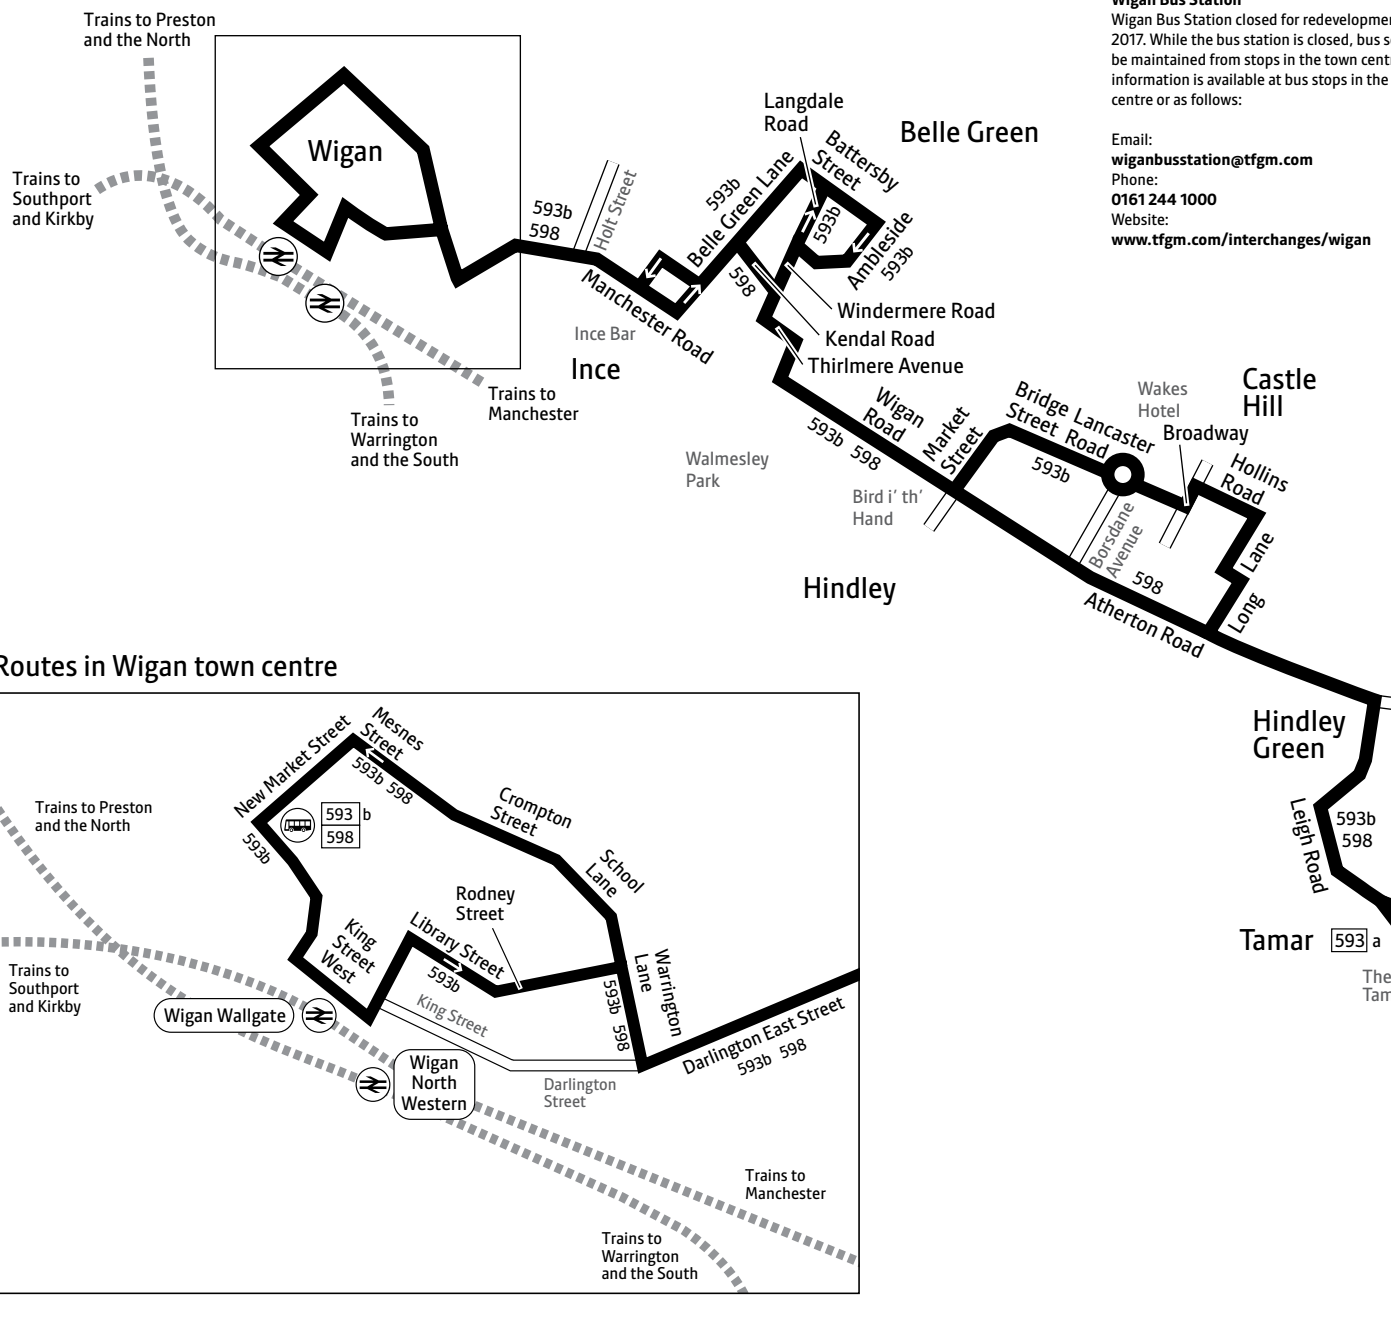 Wigan Bus Station
Wigan Bus Station closed for
2017. While the bus station is closed, bus
be maintained from stops in the town
information is available at bus stops in the
centre or as follows:
Email:
wiganbusstation@tfgm.com
Phone:
0161 244 1000
Website:
www.tfgm.com/interchanges/wigan
Trains to Preston
and the North
Trains to
Southport
and Kirkby
Wigan
593b
598
Holt Street
Langdale
Road
Belle Green
Battersby
Street
593b
Belle Green Lane
593b
Ambleside
593b
598
Manchester Road
Windermere Road
Kendal Road
Thirlmere Avenue
Ince Bar
Ince
Trains to
Manchester
Trains to
Warrington
and the South
Wigan
Road
593b 598
Market
Street
Walmesley
Park
Bird i' th'
Hand
Bridge
Street
Lancaster
Road
593b
Wakes
Hotel
Broadway
Castle
Hill
Hollins
Road
Borsdane
Avenue
Long
Lane
598
Atherton Road
Hindley
Hindley
Green
593b
598
Leigh Road
Tamar
593 a
The
Routes in Wigan town centre
Mesnes
Street
New Market Street
593b 598
593 b
598
593b
Trains to Preston
and the North
Crompton
Street
School
Lane
Rodney
Street
Library Street
593b
King
Street
West
King Street
Warrington
Lane
593b 598
Trains to
Southport
and Kirkby
Wigan Wallgate
Wigan
North
Western
Darlington East Street
593b 598
Darlington
Street
Trains to
Manchester
Trains to
Warrington
and the South